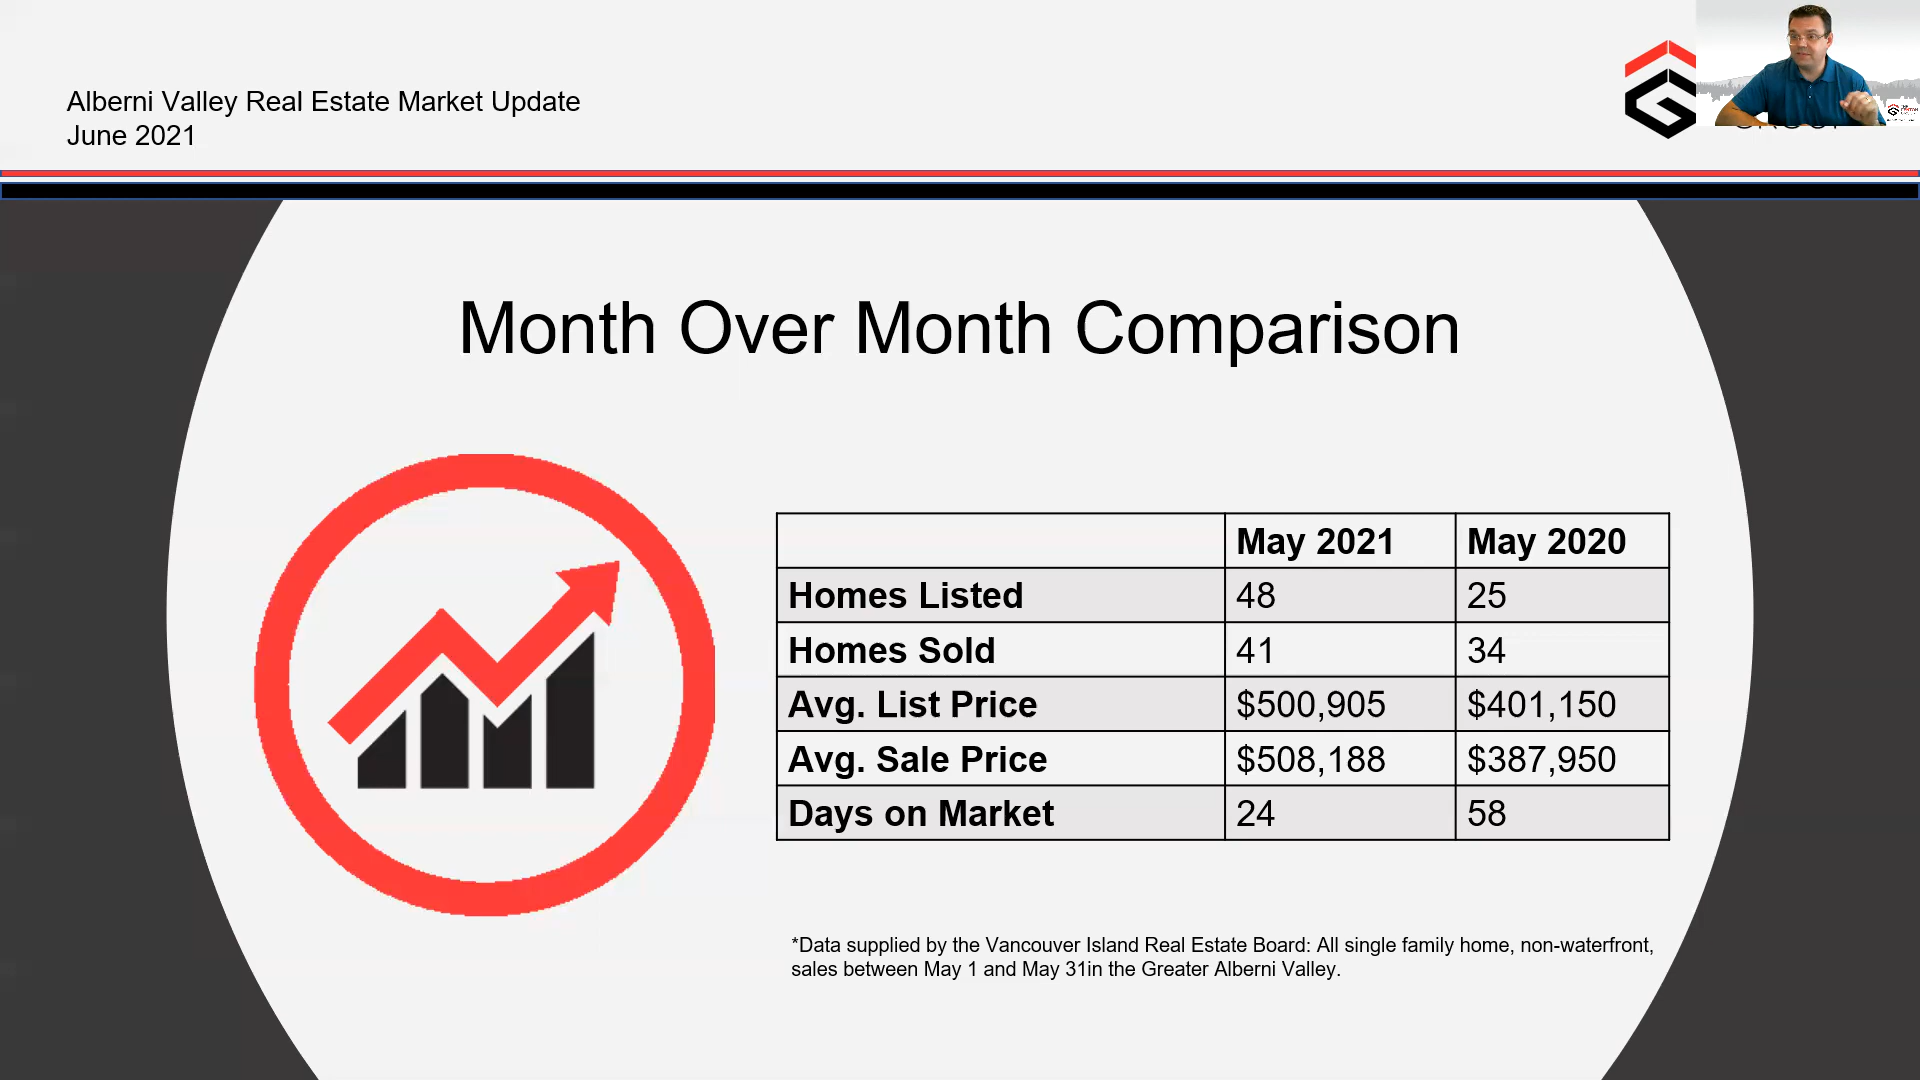 Alberni Valley Real Estate Market Update
June 2021
Month Over Month Comparison
May 2021 May 2020
Homes Listed 48 25
Homes Sold 41 34
Avg. List Price $500,905 $401,150
Avg. Sale Price $508,188 $387,950
Days on Market 24 58
*Data supplied by the Vancouver Island Real Estate Board: All single family home, non-waterfront,
sales between May 1 and May 31in the Greater Alberni Valley.